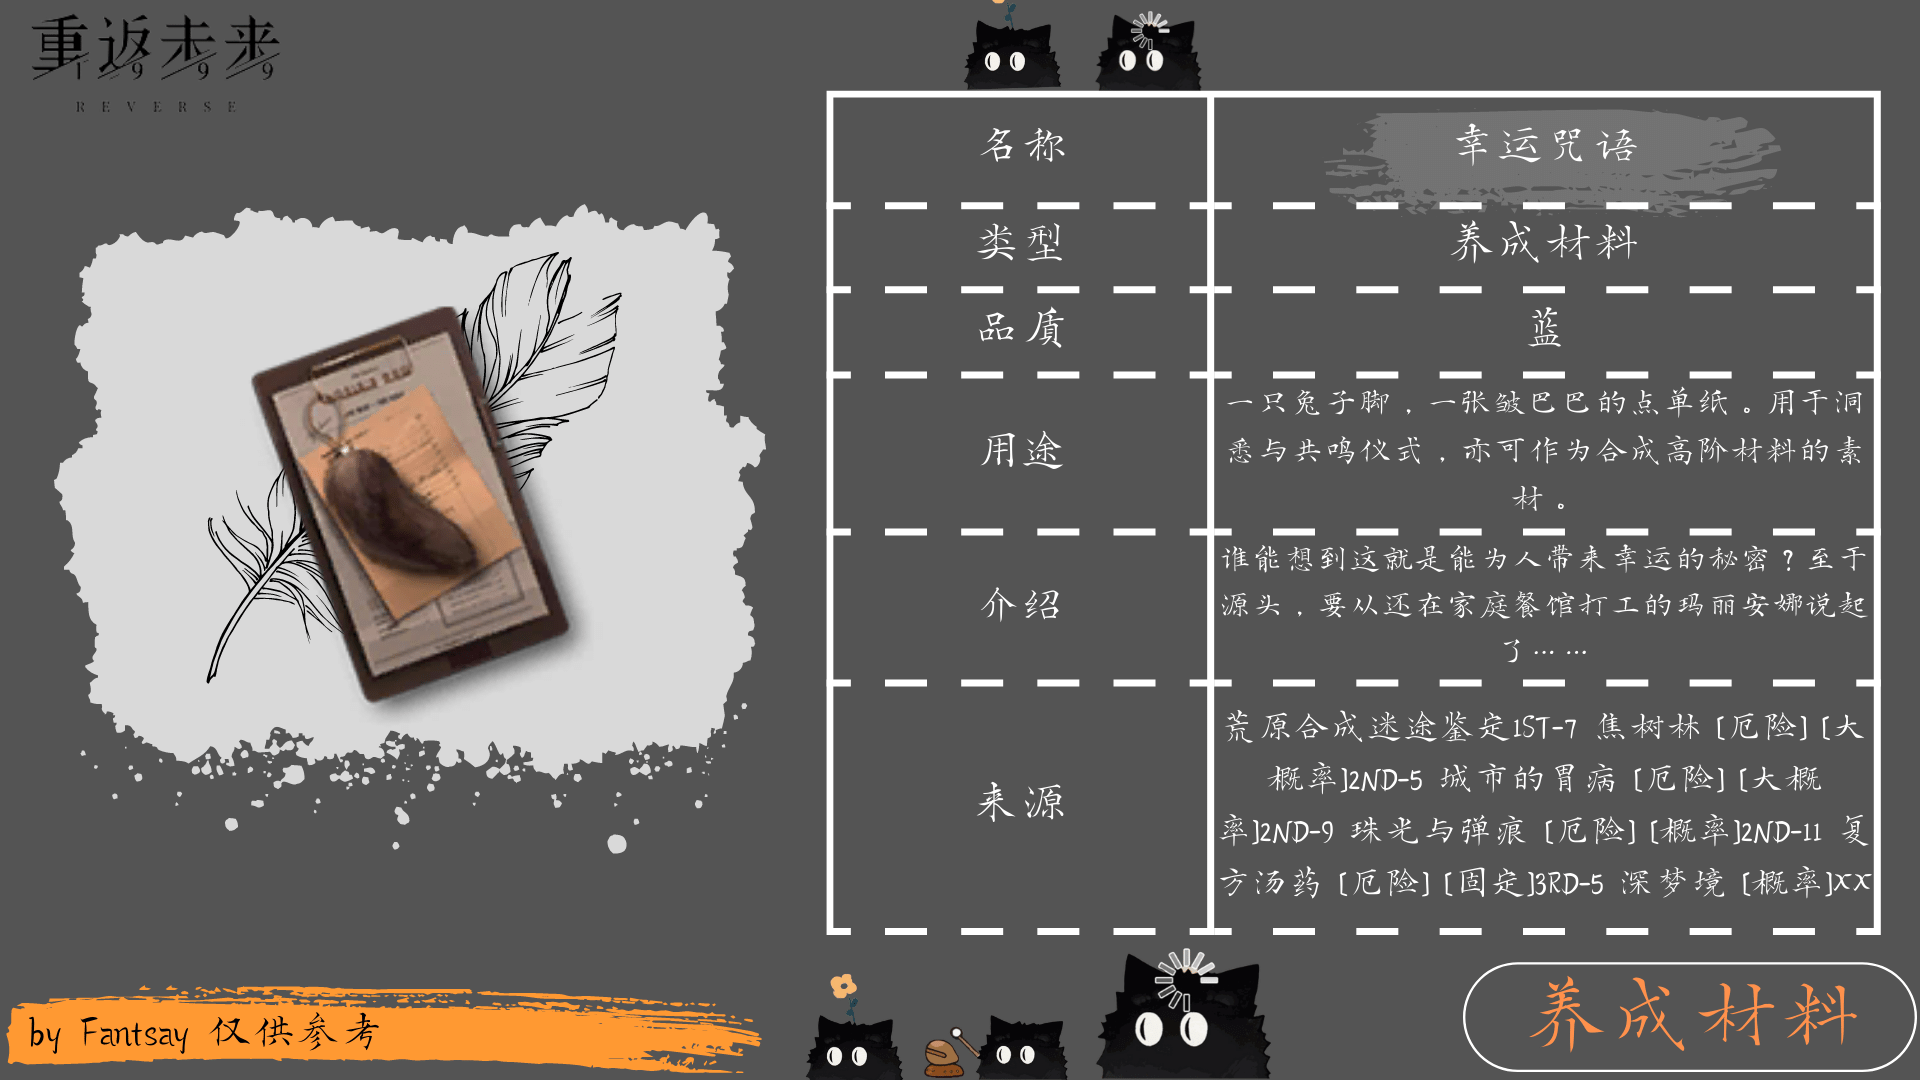 重返未来
1 9 9 9
REVERSE
名称
幸运咒语
类型
养成材料
品质
蓝
用途
一只兔子脚，一张皱巴巴的点单纸。用于洞
悉与共鸣仪式，亦可作为合成高阶材料的素
材。
介绍
谁能想到这就是能为人带来幸运的秘密？至于
源头，要从还在家庭餐馆打工的玛丽安娜说起
了……
来源
荒原合成迷途鉴定1ST-7 焦树林 [厄险] [大
概率]2ND-5 城市的胃病 [厄险] [大概
率]2ND-9 珠光与弹痕 [厄险] [概率]2ND-11 复
方汤药 [厄险] [固定]3RD-5 深梦境 [概率]XX
by Fantsay 仅供参考
养成材料